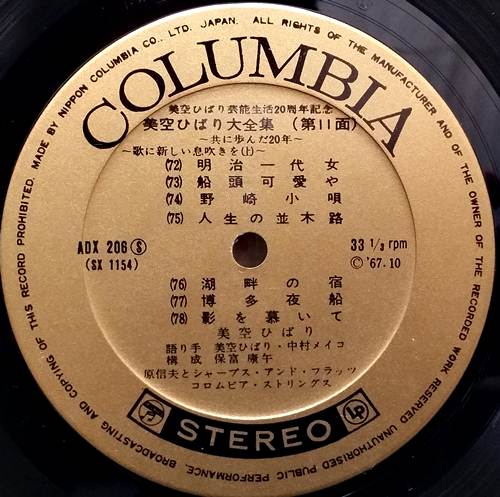 COLUMBIA
美空ひばり芸能生活20周年記念
美空ひばり大全集 (第11面)
〜共に歩んだ20年〜
〜歌に新しい息吹きを(上)〜
(72) 明治一代女
(73) 船頭可愛や
(74) 野崎小唄
(75) 人生の並木路
ADX 206 Ⓢ
(SX 1154)
33 1/3 rpm
Ⓒ '67.10
(76) 湖畔の宿
(77) 博多夜船
(78) 影を慕いて
美空ひばり
語り手 美空ひばり・中村メイコ
構成 保富康午
原信夫とシャープス・アンド・フラッツ
コロムビア・ストリングス
STEREO
LP
MADE BY NIPPON COLUMBIA CO., LTD. JAPAN. ALL RIGHTS OF THE MANUFACTURER AND OF THE OWNER OF THE RECORDED WORK RESERVED UNAUTHORISED PUBLIC PERFORMANCE, BROADCASTING AND COPYING OF THIS RECORD PROHIBITED.